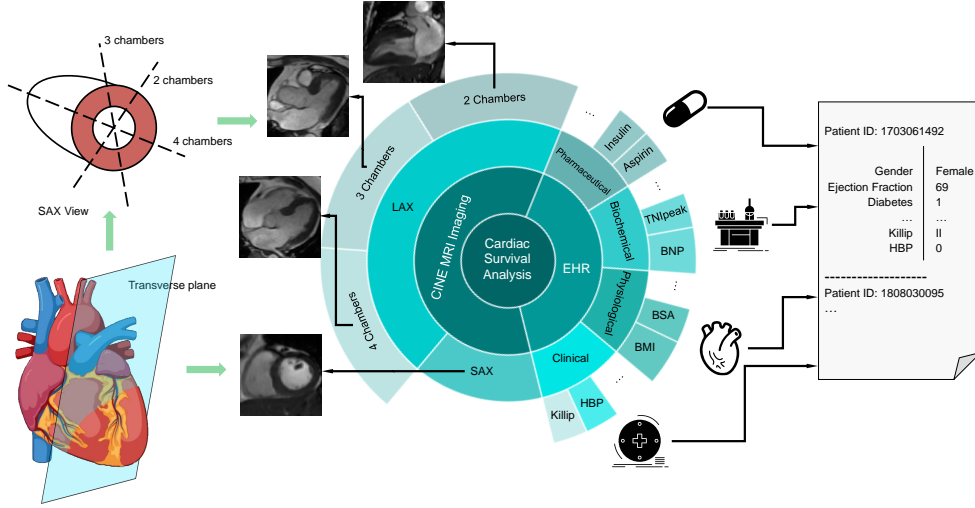 3 chambers
2 chambers
4 chambers
SAX View
Transverse plane
2 Chambers
3 Chambers
4 Chambers
LAX
SAX
CINE MRI Imaging
Cardiac
Survival
Analysis
EHR
Pharmaceutical
...
Insulin
Aspirin
...
Biochemical
TNIpeak
BNP
...
Physiological
BSA
BMI
...
Clinical
HBP
Killip
Patient ID: 1703061492
Gender Female
Ejection Fraction 69
Diabetes 1
... ...
Killip II
HBP 0
--------------------
Patient ID: 1808030095
...